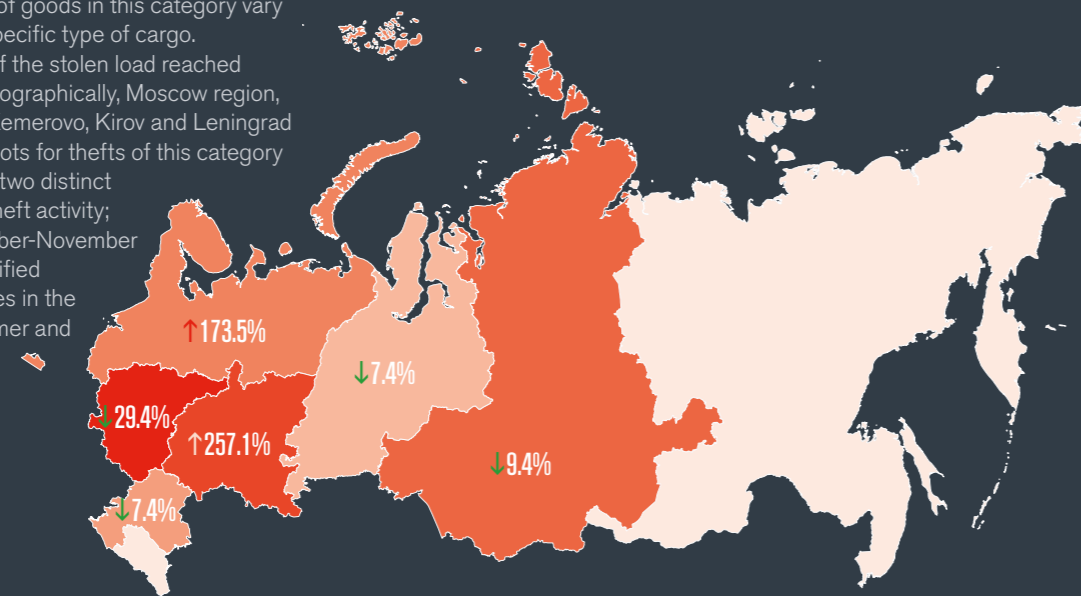 of goods in this category vary
pecific type of cargo.
f the stolen load reached
ographically, Moscow region,
emerovo, Kirov and Leningrad
ots for thefts of this category
two distinct
eft activity;
ber-November
ified
es in the
mer and
↑173.5%
↓7.4%
↓29.4%
↑257.1%
↓9.4%
↓7.4%